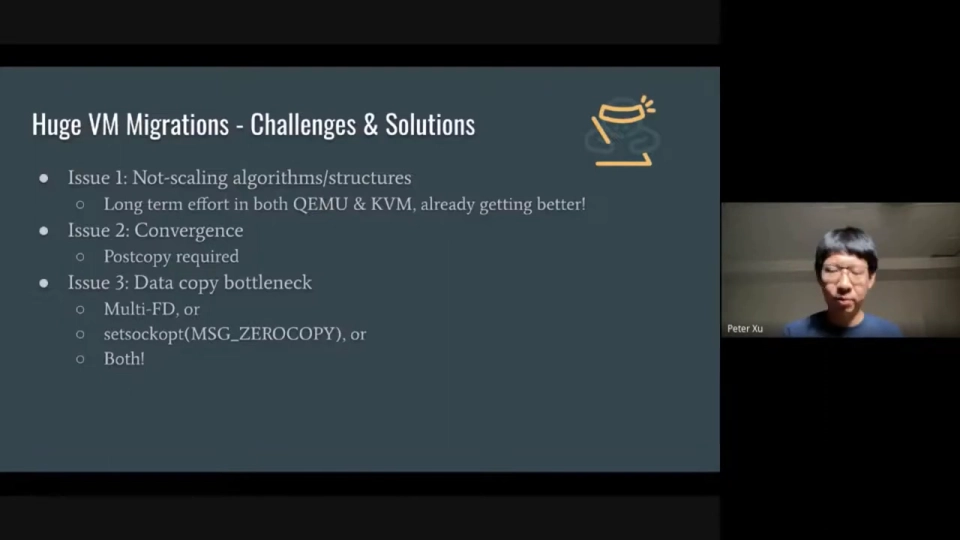 Huge VM Migrations - Challenges & Solutions
● Issue 1: Not-scaling algorithms/structures
○ Long term effort in both QEMU & KVM, already getting better!
● Issue 2: Convergence
○ Postcopy required
● Issue 3: Data copy bottleneck
○ Multi-FD, or
○ setsockopt(MSG_ZEROCOPY), or
○ Both!
Peter Xu